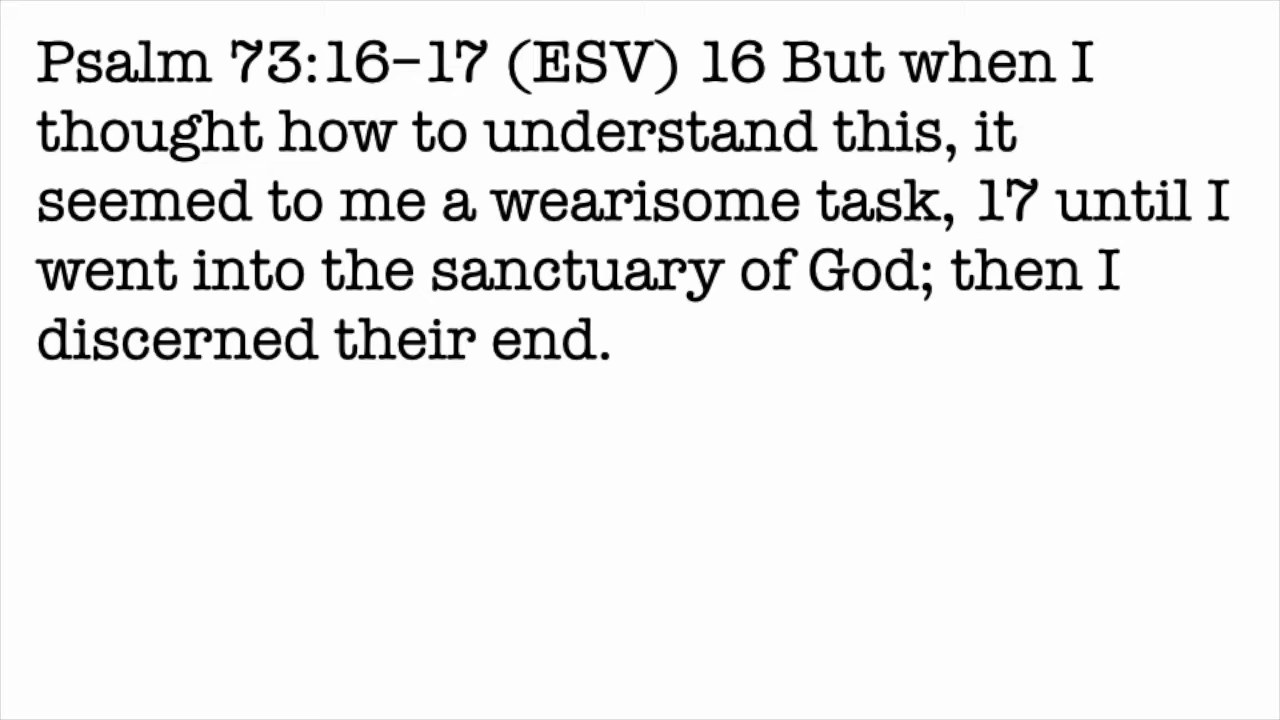 Psalm 73:16–17 (ESV) 16 But when I
thought how to understand this, it
seemed to me a wearisome task, 17 until I
went into the sanctuary of God; then I
discerned their end.